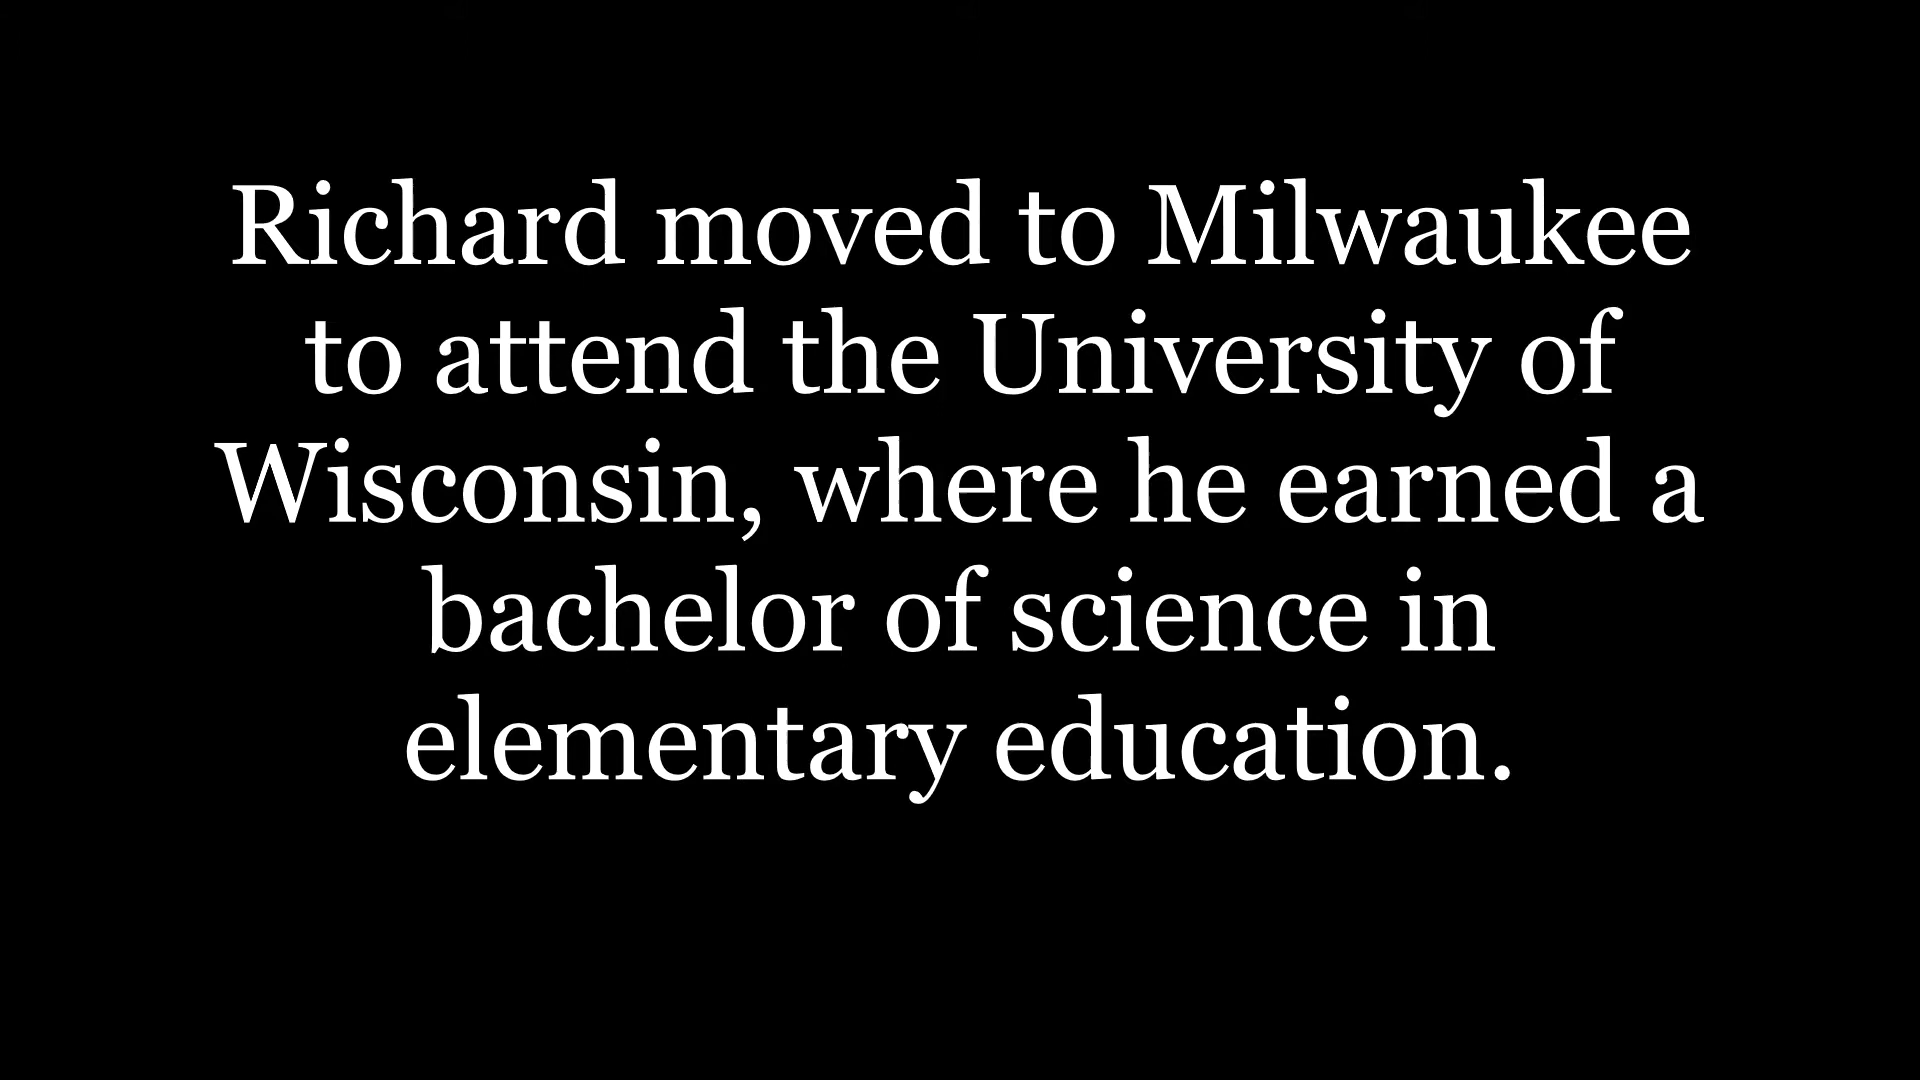 Richard moved to Milwaukee
to attend the University of
Wisconsin, where he earned a
bachelor of science in
elementary education.